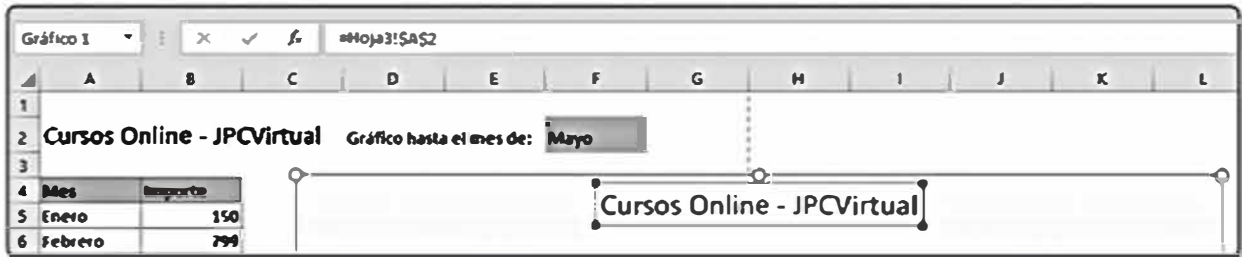 Gráfico 1 fx =Hoja3!$A$2
A B C D E F G H I J K L
1
2 Cursos Online - JPCVirtual Gráfico hasta el mes de: Mayo
3
4 Mes Importe
Cursos Online - JPCVirtual
5 Enero 150
6 Febrero 799